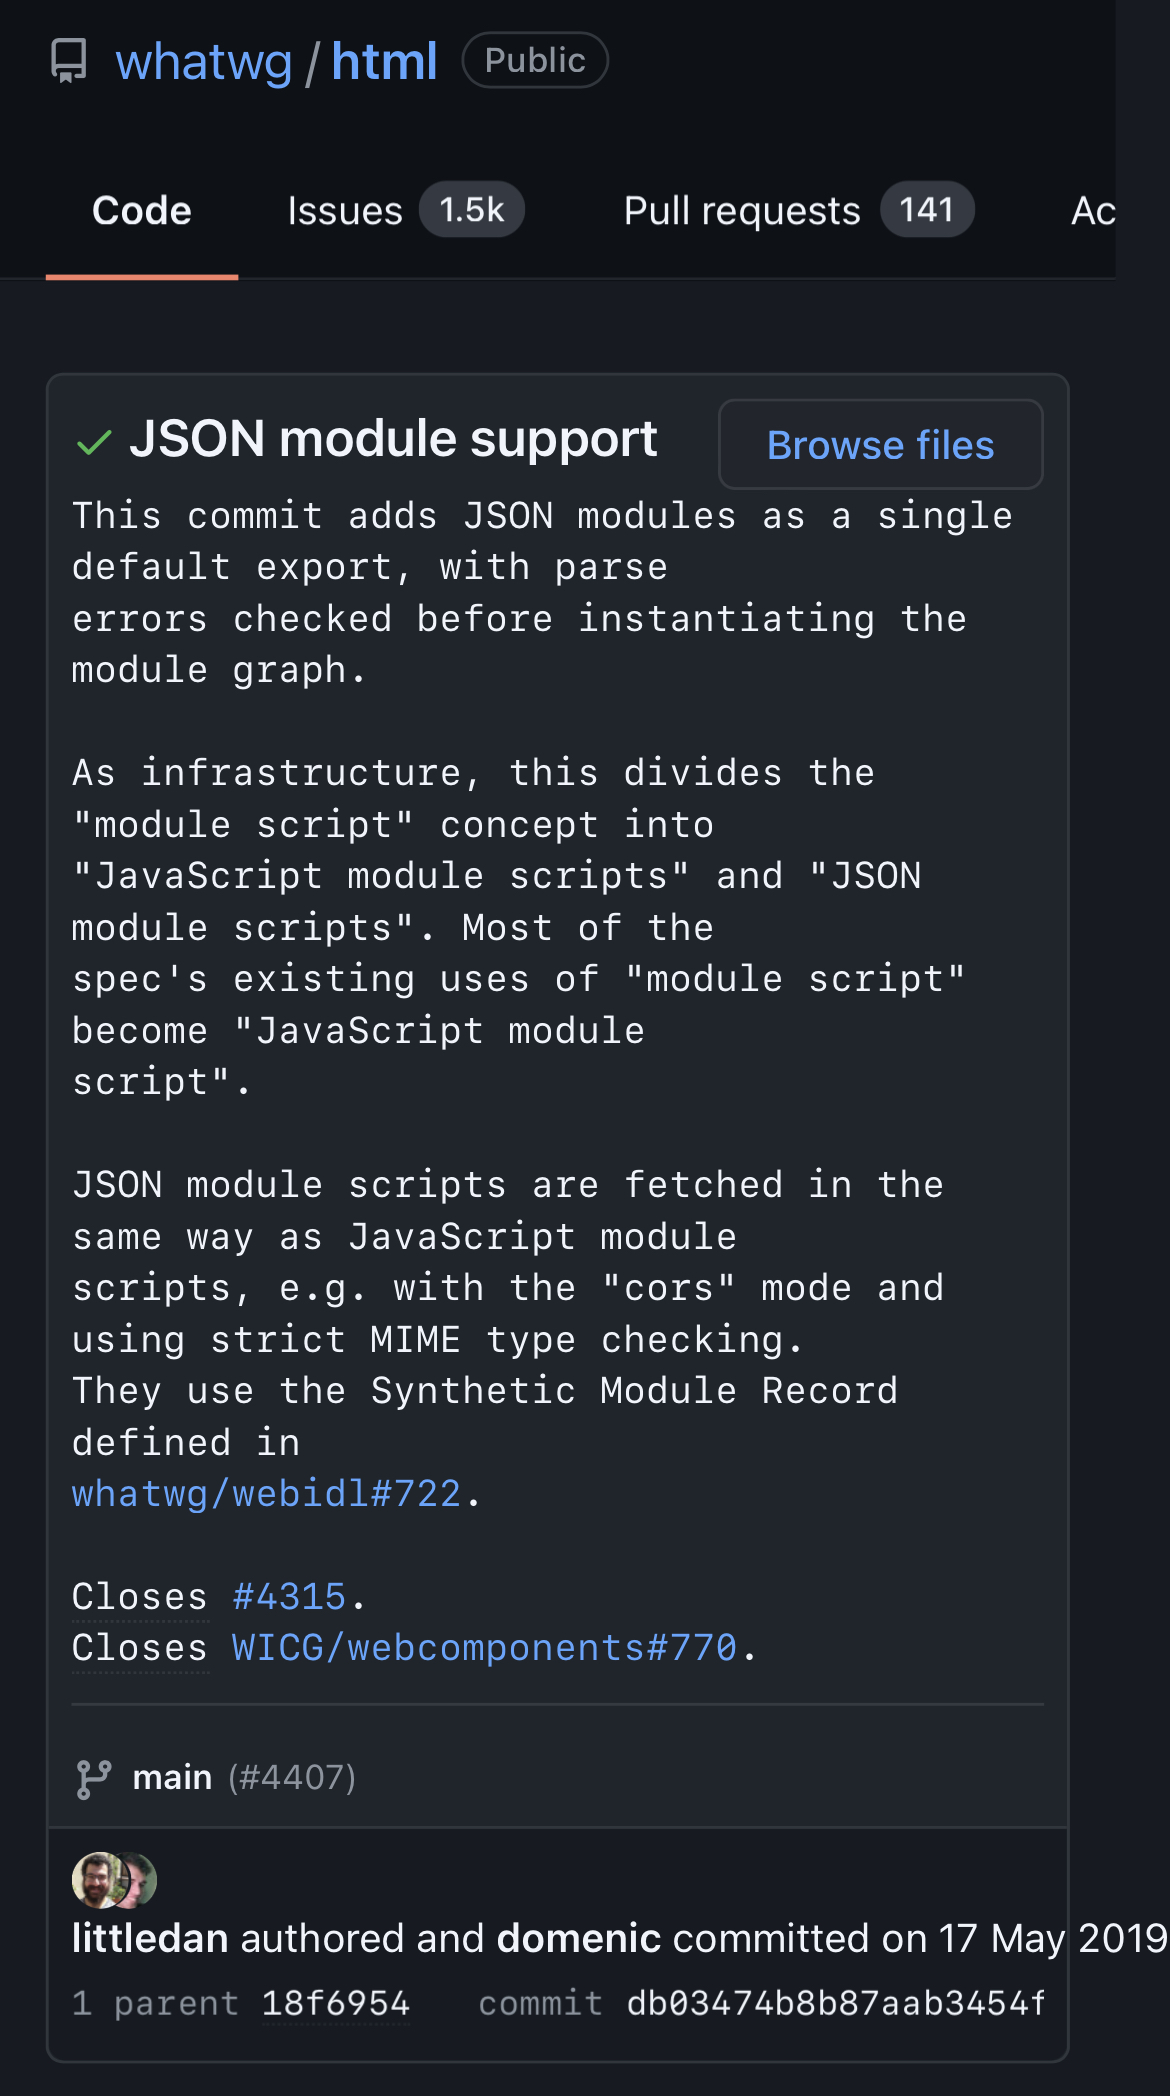 whatwg / html Public
Code Issues 1.5k Pull requests 141 Ac
JSON module support Browse files
This commit adds JSON modules as a single
default export, with parse
errors checked before instantiating the
module graph.
As infrastructure, this divides the
"module script" concept into
"JavaScript module scripts" and "JSON
module scripts". Most of the
spec's existing uses of "module script"
become "JavaScript module
script".
JSON module scripts are fetched in the
same way as JavaScript module
scripts, e.g. with the "cors" mode and
using strict MIME type checking.
They use the Synthetic Module Record
defined in
whatwg/webidl#722.
Closes #4315.
Closes WICG/webcomponents#770.
main (#4407)
littledan authored and domenic committed on 17 May 2019
1 parent 18f6954 commit db03474b8b87aab3454f